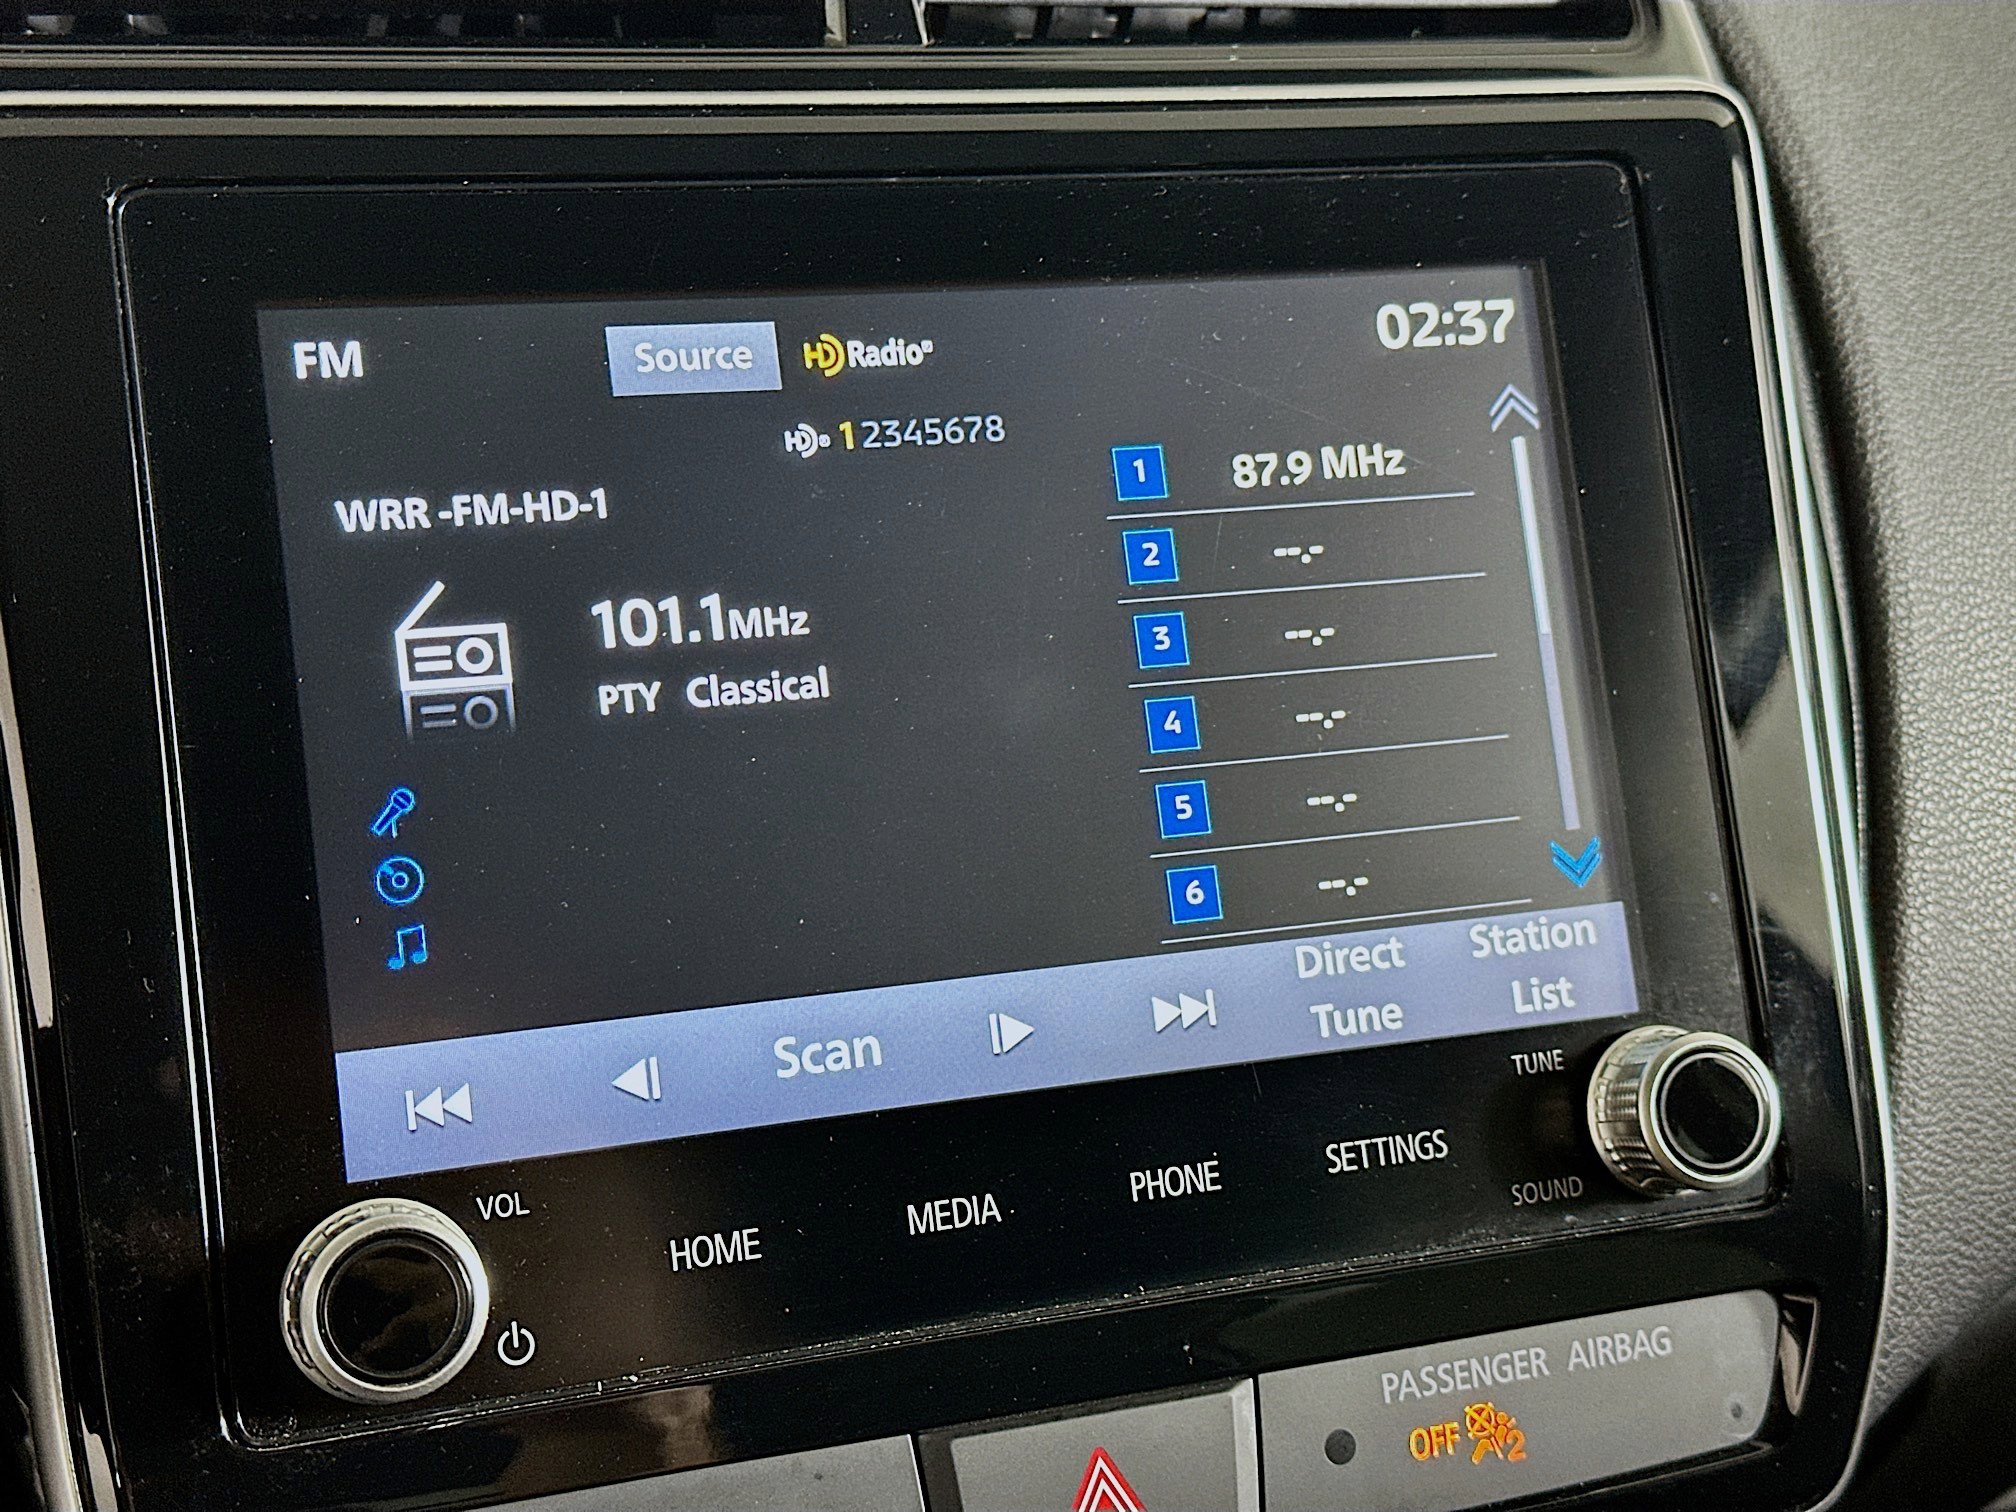 FM
Source
HD Radio
02:37
HD 12345678
WRR -FM-HD-1
101.1MHz
PTY Classical
1 87.9 MHz
2 --.-
3 --.-
4 --.-
5 --.-
6 --.-
Scan
Direct
Tune
Station
List
VOL
HOME
MEDIA
PHONE
SETTINGS
TUNE
SOUND
PASSENGER AIRBAG
OFF 2